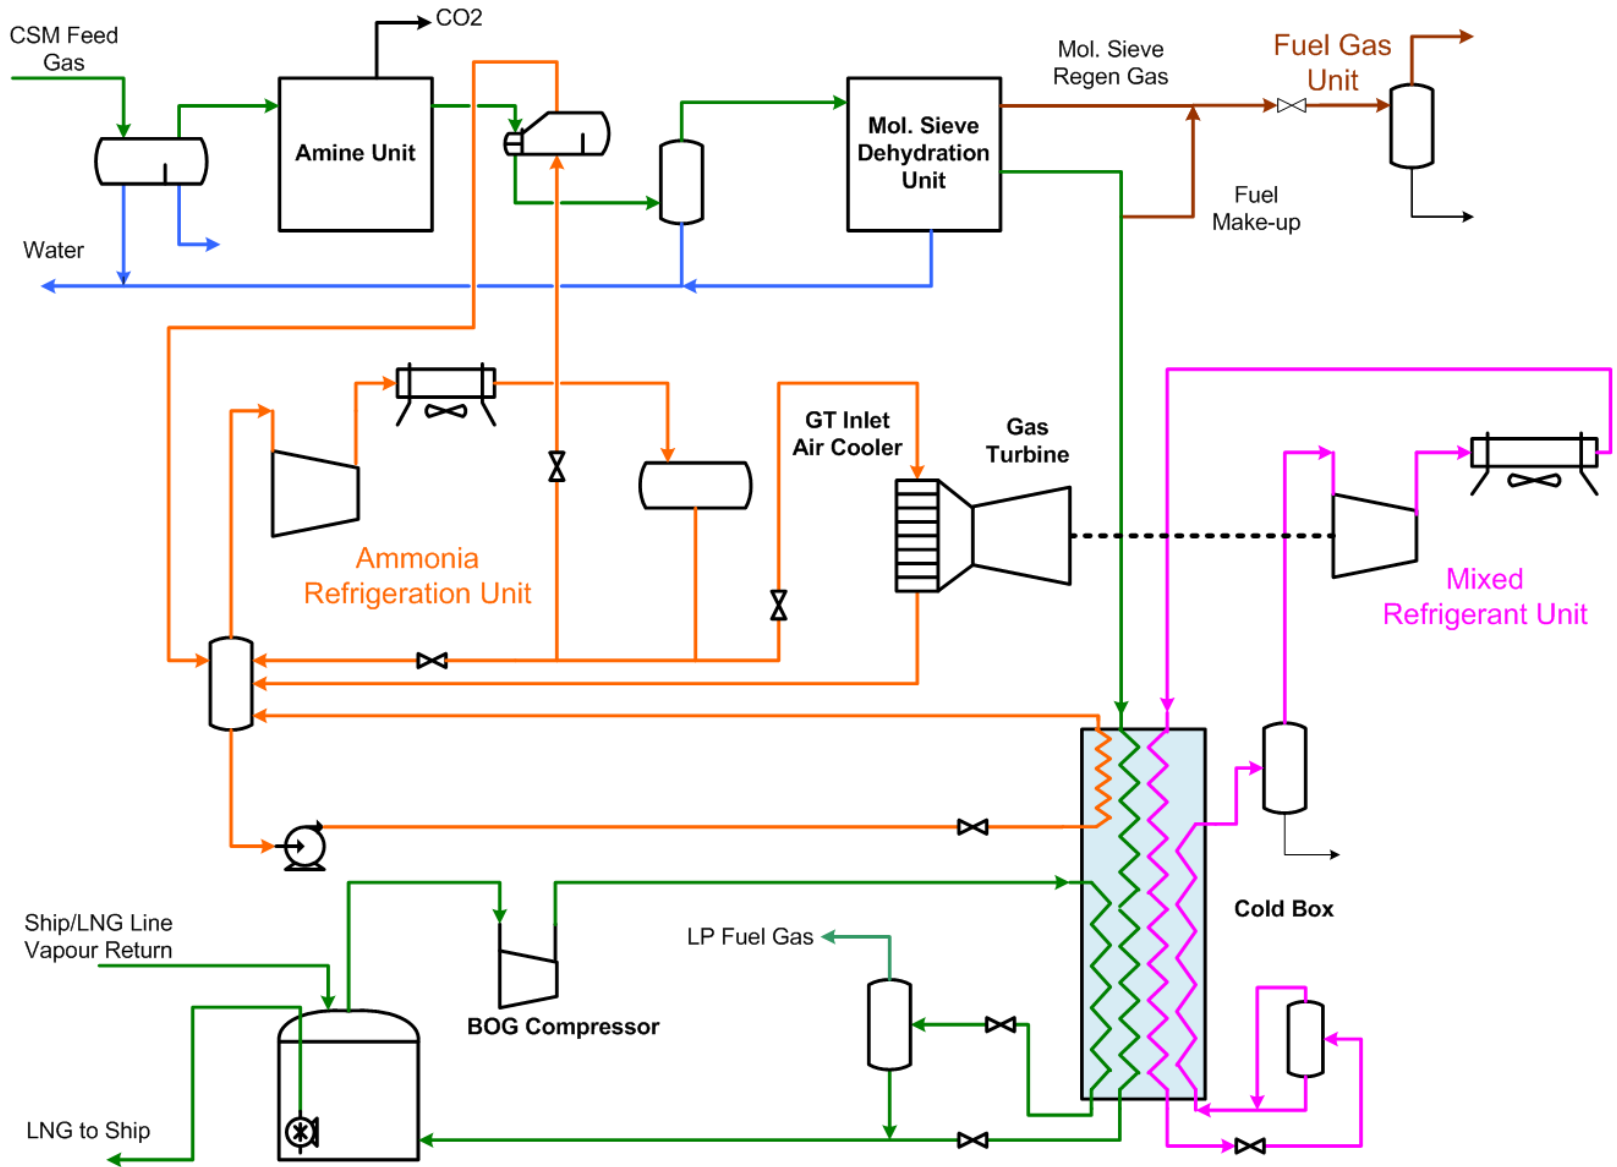 CSM Feed
Gas
CO2
Amine Unit
Mol. Sieve
Dehydration
Unit
Mol. Sieve
Regen Gas
Fuel Gas
Unit
Fuel
Make-up
Water
GT Inlet
Air Cooler
Gas
Turbine
Ammonia
Refrigeration Unit
Mixed
Refrigerant Unit
Cold Box
Ship/LNG Line
Vapour Return
LP Fuel Gas
BOG Compressor
LNG to Ship